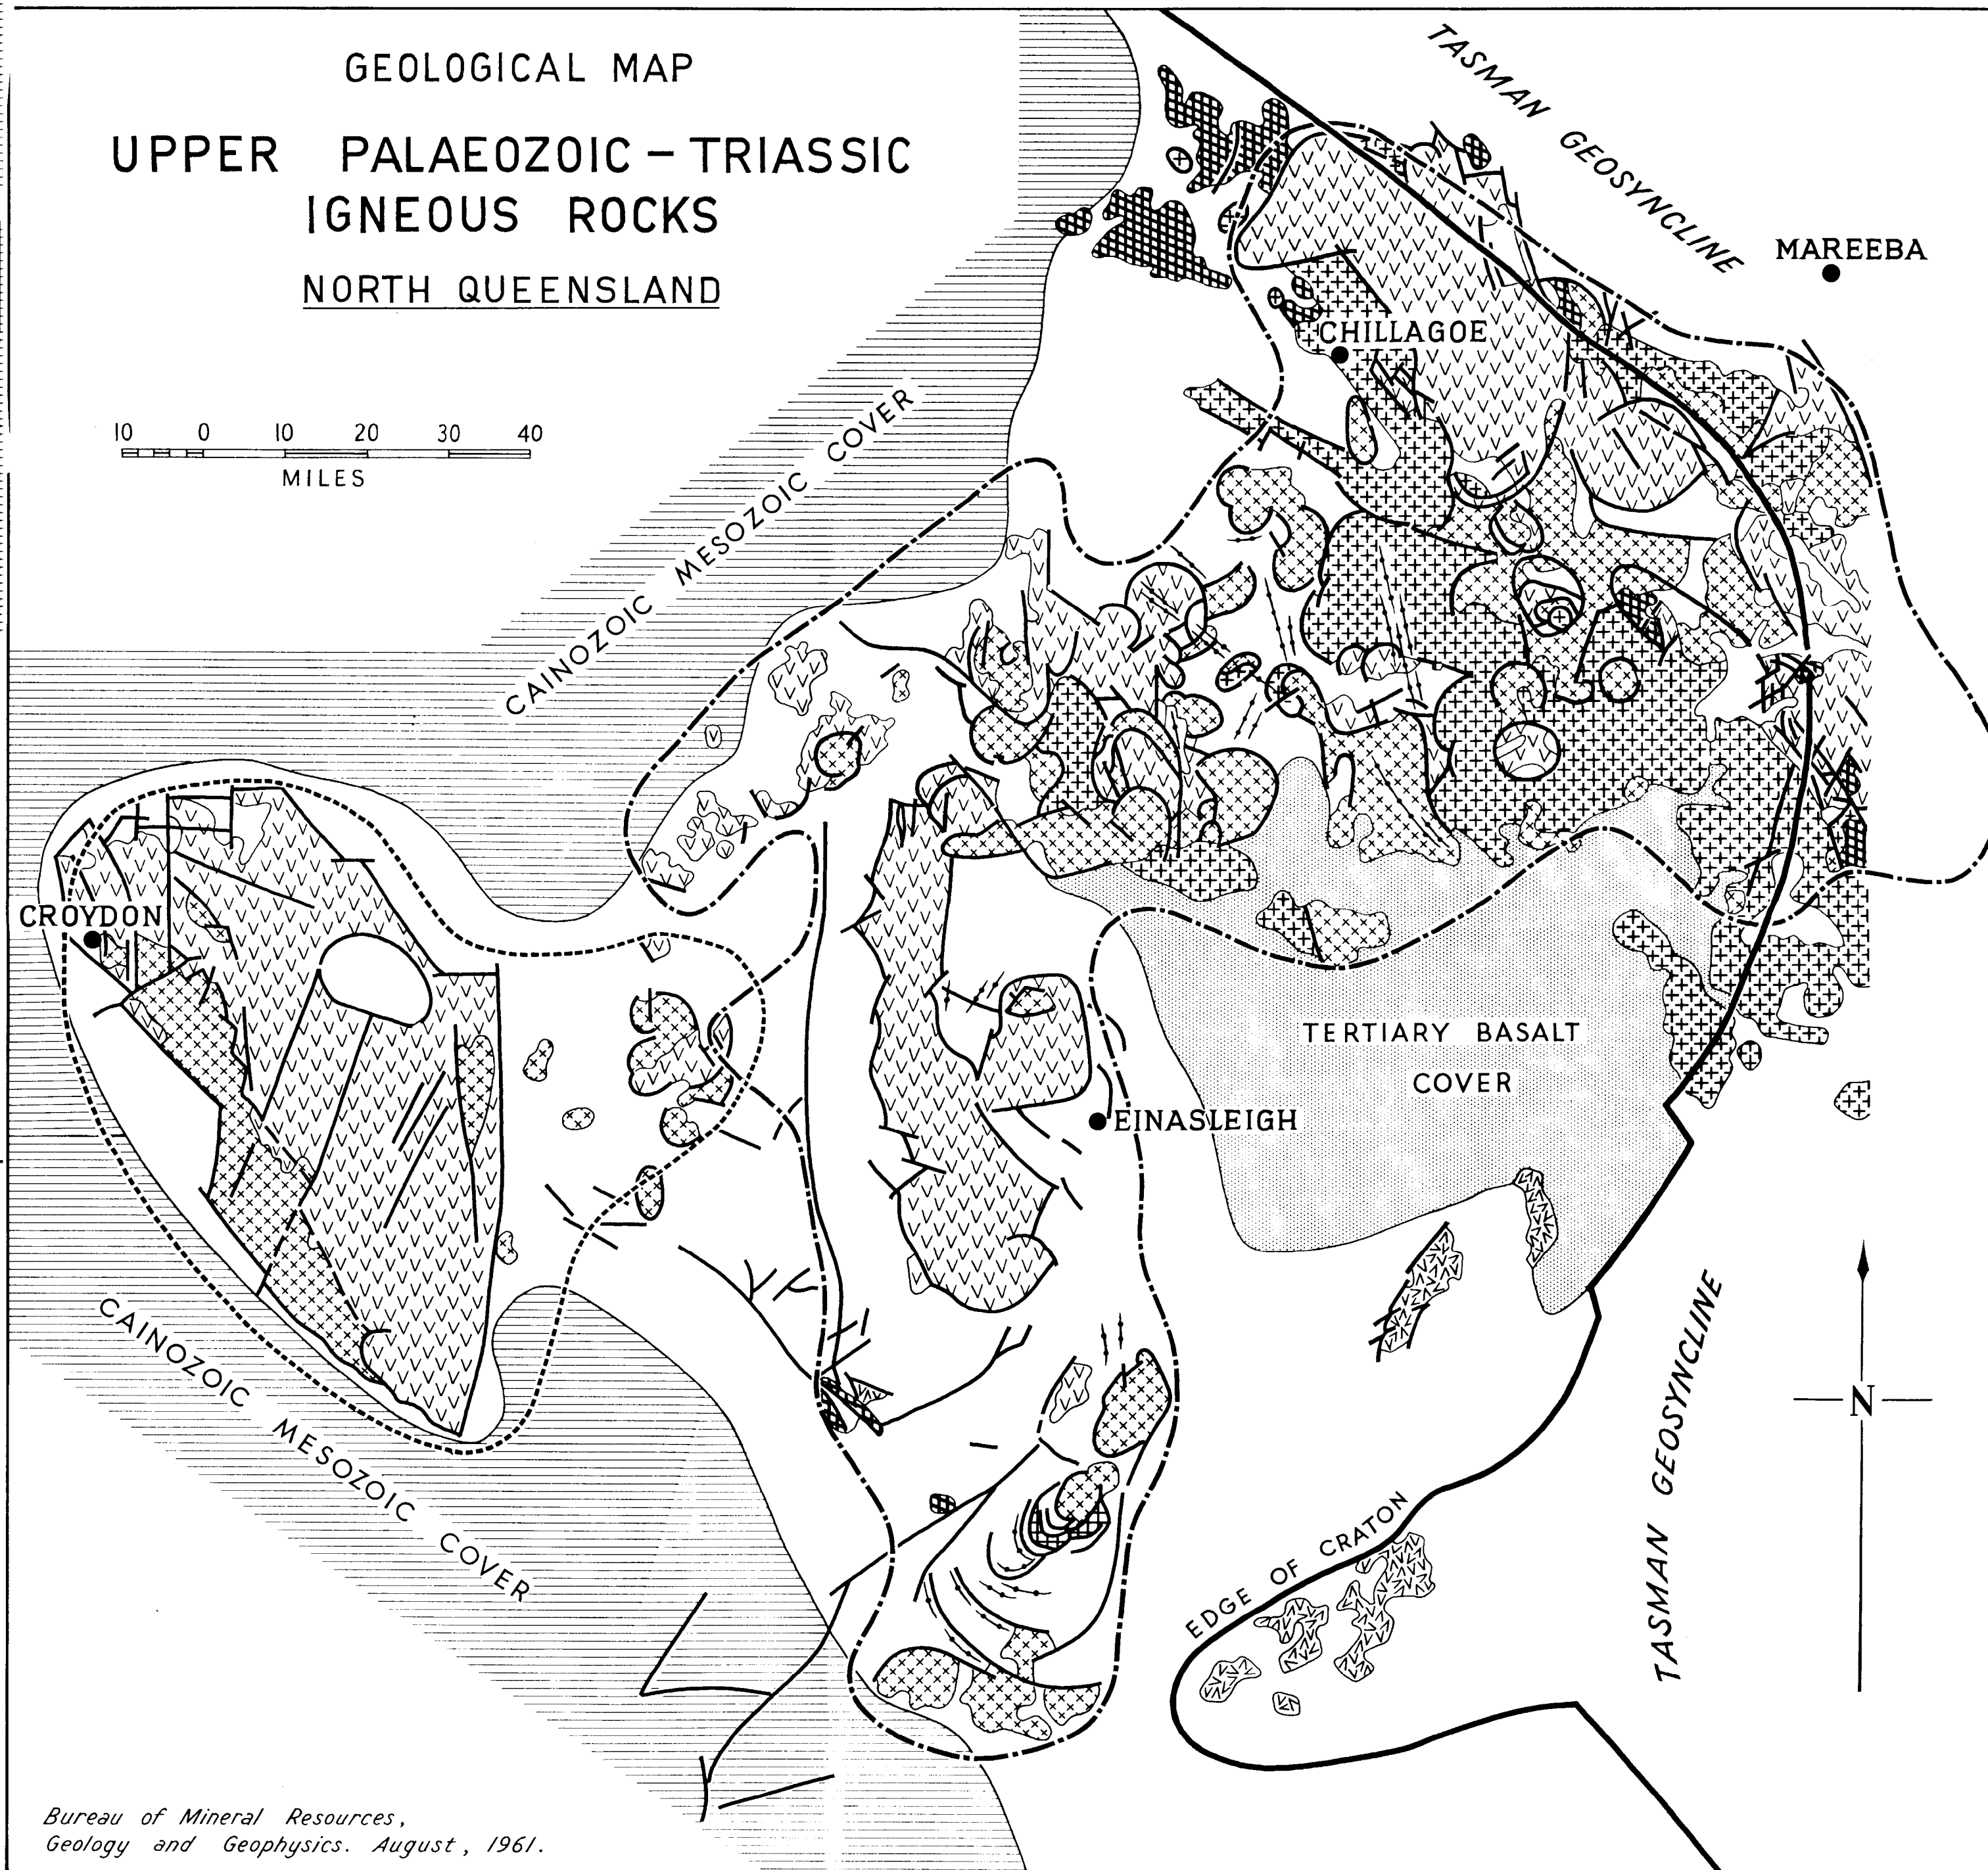 GEOLOGICAL MAP
UPPER PALAEOZOIC – TRIASSIC
IGNEOUS ROCKS
NORTH QUEENSLAND
10 0 10 20 30 40
MILES
TASMAN GEOSYNCLINE
MAREEBA
CHILLAGOE
CAINOZOIC MESOZOIC COVER
CROYDON
TERTIARY BASALT
COVER
EINASLEIGH
CAINOZOIC MESOZOIC COVER
EDGE OF CRATON
TASMAN GEOSYNCLINE
N
Bureau of Mineral Resources,
Geology and Geophysics. August, 1961.